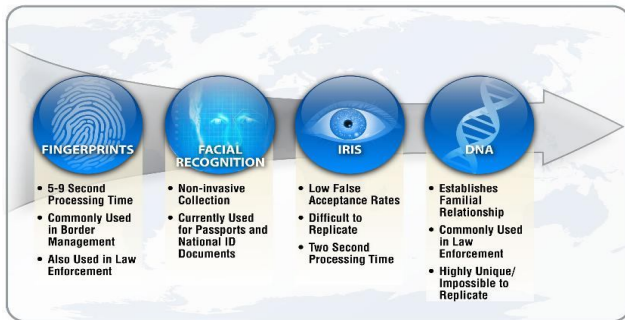 FINGERPRINTS
• 5-9 Second
Processing Time
• Commonly Used
in Border
Management
• Also Used in Law
Enforcement
FACIAL
RECOGNITION
• Non-invasive
Collection
• Currently Used
for Passports and
National ID
Documents
IRIS
• Low False
Acceptance Rates
• Difficult to
Replicate
• Two Second
Processing Time
DNA
• Establishes
Familial
Relationship
• Commonly Used
in Law
Enforcement
• Highly Unique/
Impossible to
Replicate